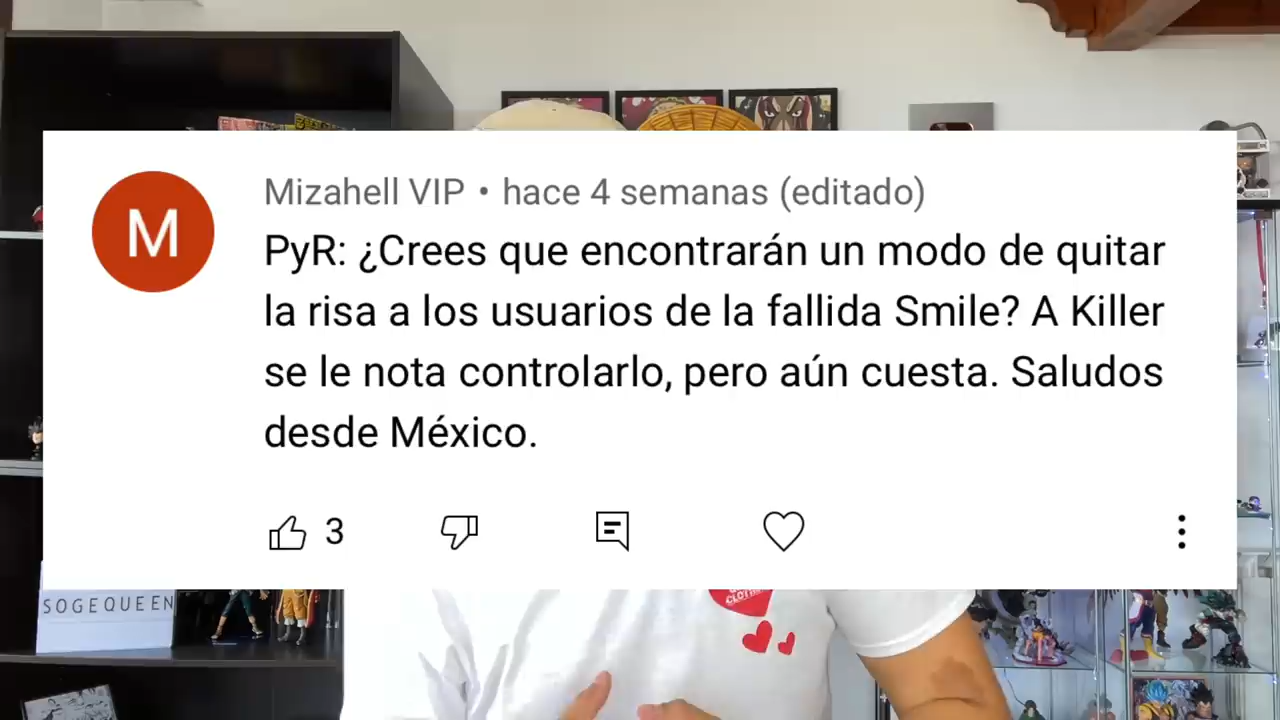 Mizahell VIP • hace 4 semanas (editado)
M
PyR: ¿Crees que encontrarán un modo de quitar
la risa a los usuarios de la fallida Smile? A Killer
se le nota controlarlo, pero aún cuesta. Saludos
desde México.
3
SOGEQUEEN